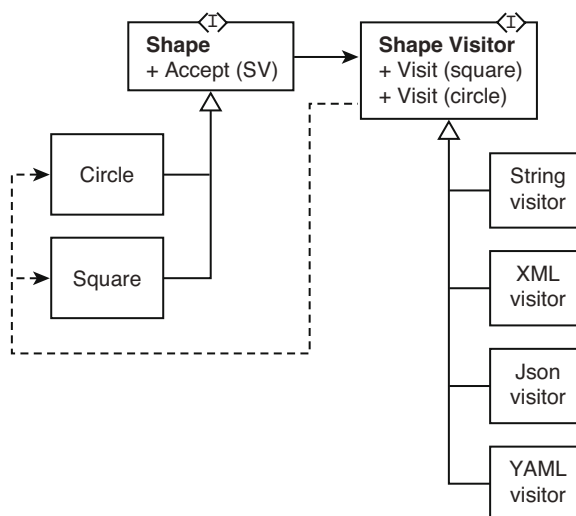 I
Shape
+ Accept (SV)
I
Shape Visitor
+ Visit (square)
+ Visit (circle)
Circle
Square
String
visitor
XML
visitor
Json
visitor
YAML
visitor